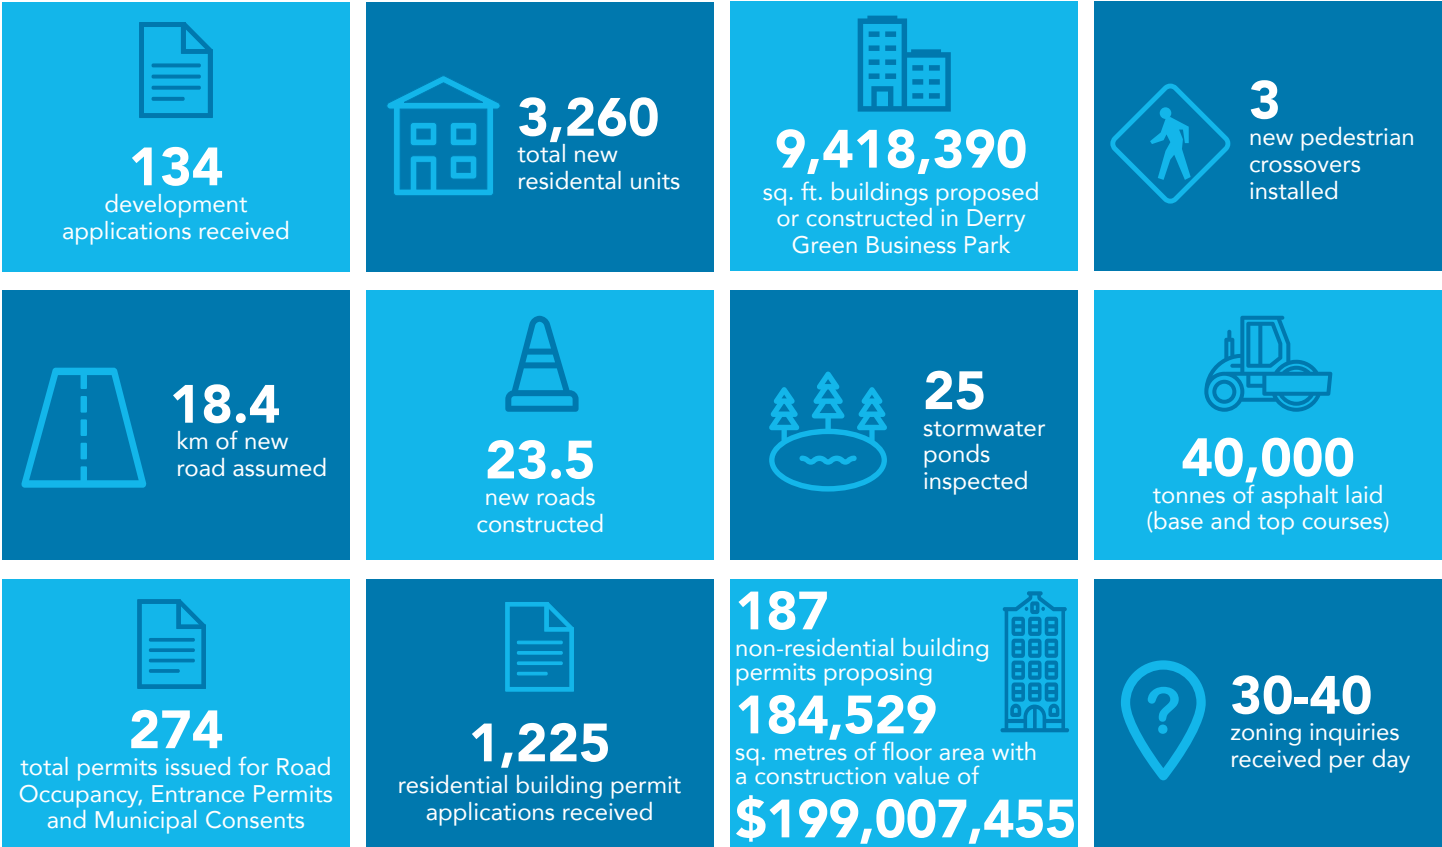 134
development
applications received
3,260
total new
residental units
9,418,390
sq. ft. buildings proposed
or constructed in Derry
Green Business Park
3
new pedestrian
crossovers
installed
18.4
km of new
road assumed
23.5
new roads
constructed
25
stormwater
ponds
inspected
40,000
tonnes of asphalt laid
(base and top courses)
274
total permits issued for Road
Occupancy, Entrance Permits
and Municipal Consents
1,225
residential building permit
applications received
187
non-residential building
permits proposing
184,529
sq. metres of floor area with
a construction value of
$199,007,455
?
30-40
zoning inquiries
received per day